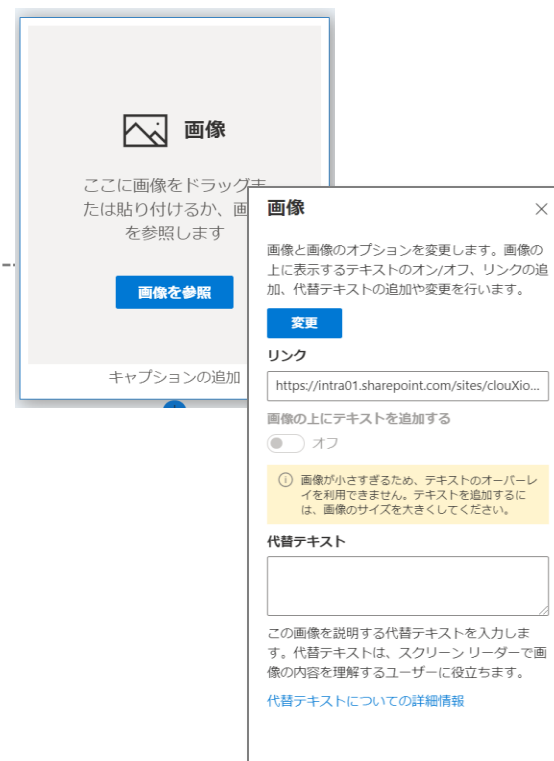 画像
ここに画像をドラッグま
たは貼り付けるか、画
を参照します
画像を参照
キャプションの追加
画像
画像と画像のオプションを変更します。画像の
上に表示するテキストのオン/オフ、リンクの追
加、代替テキストの追加や変更を行います。
変更
リンク
https://intra01.sharepoint.com/sites/clouXio...
画像の上にテキストを追加する
オフ
画像が小さすぎるため、テキストのオーバーレ
イを利用できません。テキストを追加するに
は、画像のサイズを大きくしてください。
代替テキスト
この画像を説明する代替テキストを入力しま
す。代替テキストは、スクリーン リーダーで画
像の内容を理解するユーザーに役立ちます。
代替テキストについての詳細情報